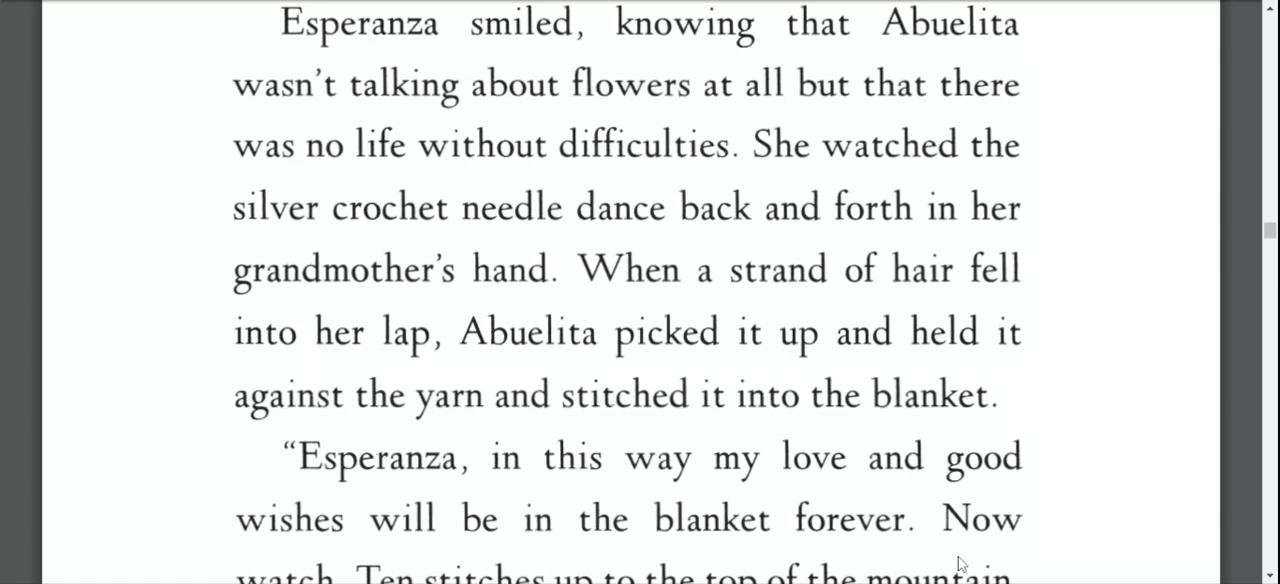 Esperanza smiled, knowing that Abuelita
wasn’t talking about flowers at all but that there
was no life without difficulties. She watched the
silver crochet needle dance back and forth in her
grandmother’s hand. When a strand of hair fell
into her lap, Abuelita picked it up and held it
against the yarn and stitched it into the blanket.
“Esperanza, in this way my love and good
wishes will be in the blanket forever. Now
watch. Ten stitches up to the top of the mountain.